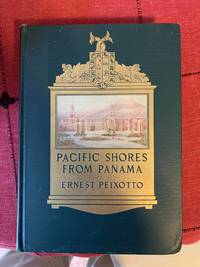 PACIFIC SHORES
FROM PANAMA
ERNEST PEIXOTTO